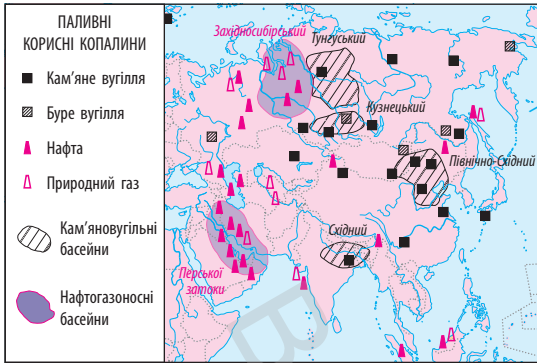 ПАЛИВНІ
КОРИСНІ КОПАЛИНИ
Кам'яне вугілля
Буре вугілля
Нафта
Природний газ
Кам'яновугільні
басейни
Нафтогазоносні
басейни
Західносибірський
Тунгуський
Кузнецький
Північно-Східний
Східний
Перської
затоки
В